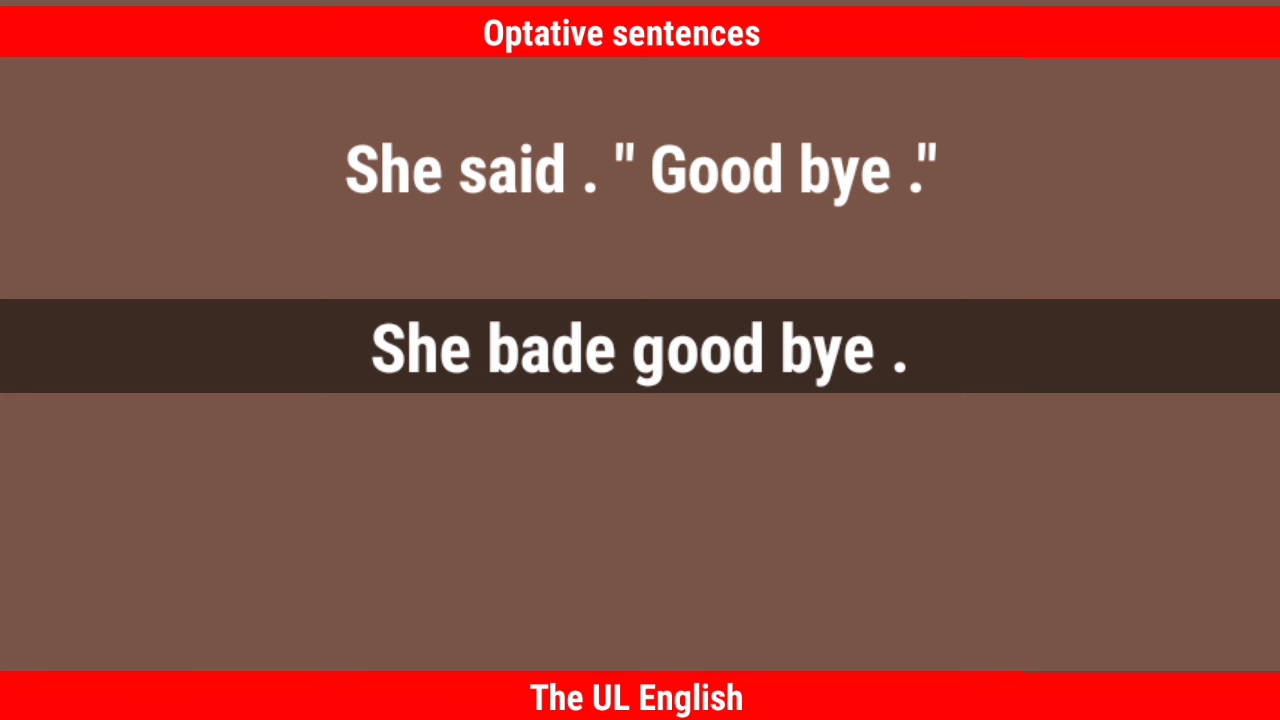 Optative sentences
She said . " Good bye ."
She bade good bye .
The UL English